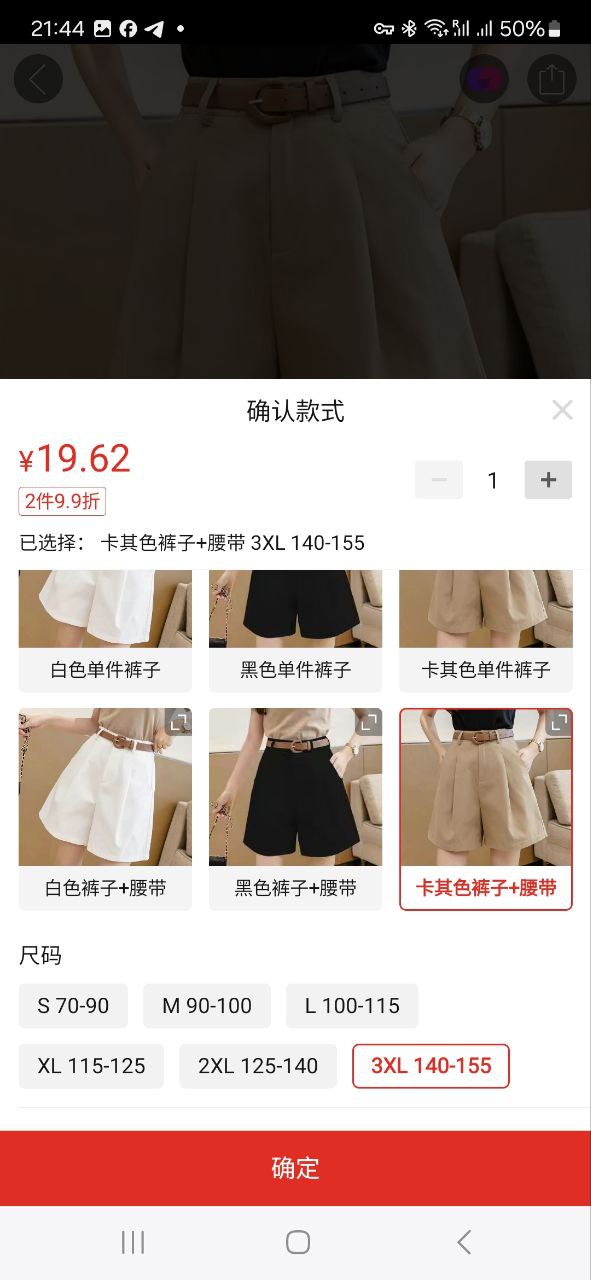 21:44
50%
确认款式
¥19.62
2件9.9折
1
已选择： 卡其色裤子+腰带 3XL 140-155
白色单件裤子
黑色单件裤子
卡其色单件裤子
白色裤子+腰带
黑色裤子+腰带
卡其色裤子+腰带
尺码
S 70-90
M 90-100
L 100-115
XL 115-125
2XL 125-140
3XL 140-155
确定